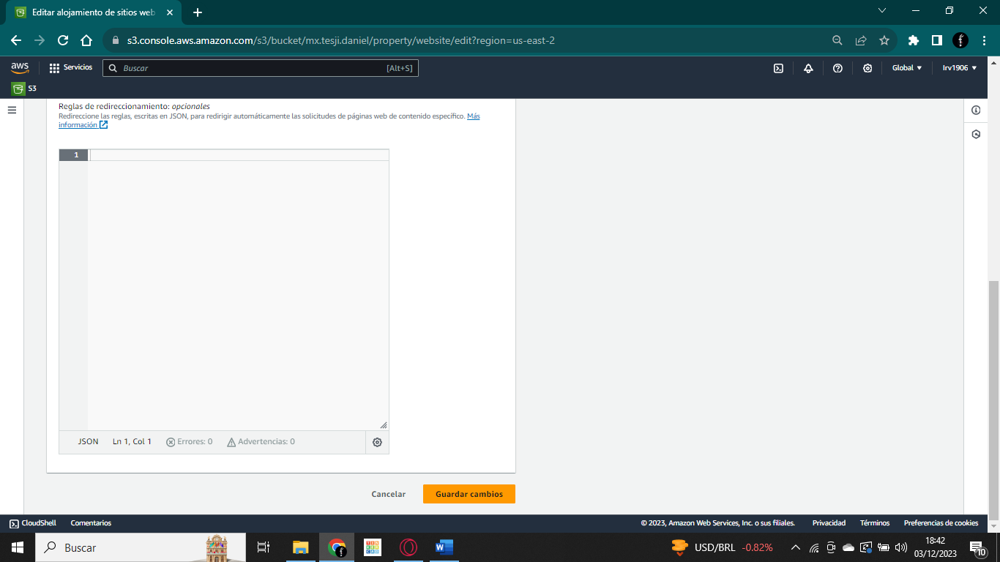 Editar alojamiento de sitios web
s3.console.aws.amazon.com/s3/bucket/mx.tesji.daniel/property/website/edit?region=us-east-2
aws
Servicios
Buscar
[Alt+S]
Global
Irv1906
S3
Reglas de redireccionamiento: opcionales
Redireccione las reglas, escritas en JSON, para redirigir automáticamente las solicitudes de páginas web de contenido específico. Más
información
1
JSON
Ln 1, Col 1
Errores: 0
Advertencias: 0
Cancelar
Guardar cambios
CloudShell
Comentarios
© 2023, Amazon Web Services, Inc. o sus filiales.
Privacidad
Términos
Preferencias de cookies
Buscar
USD/BRL -0.82%
18:42
03/12/2023
10